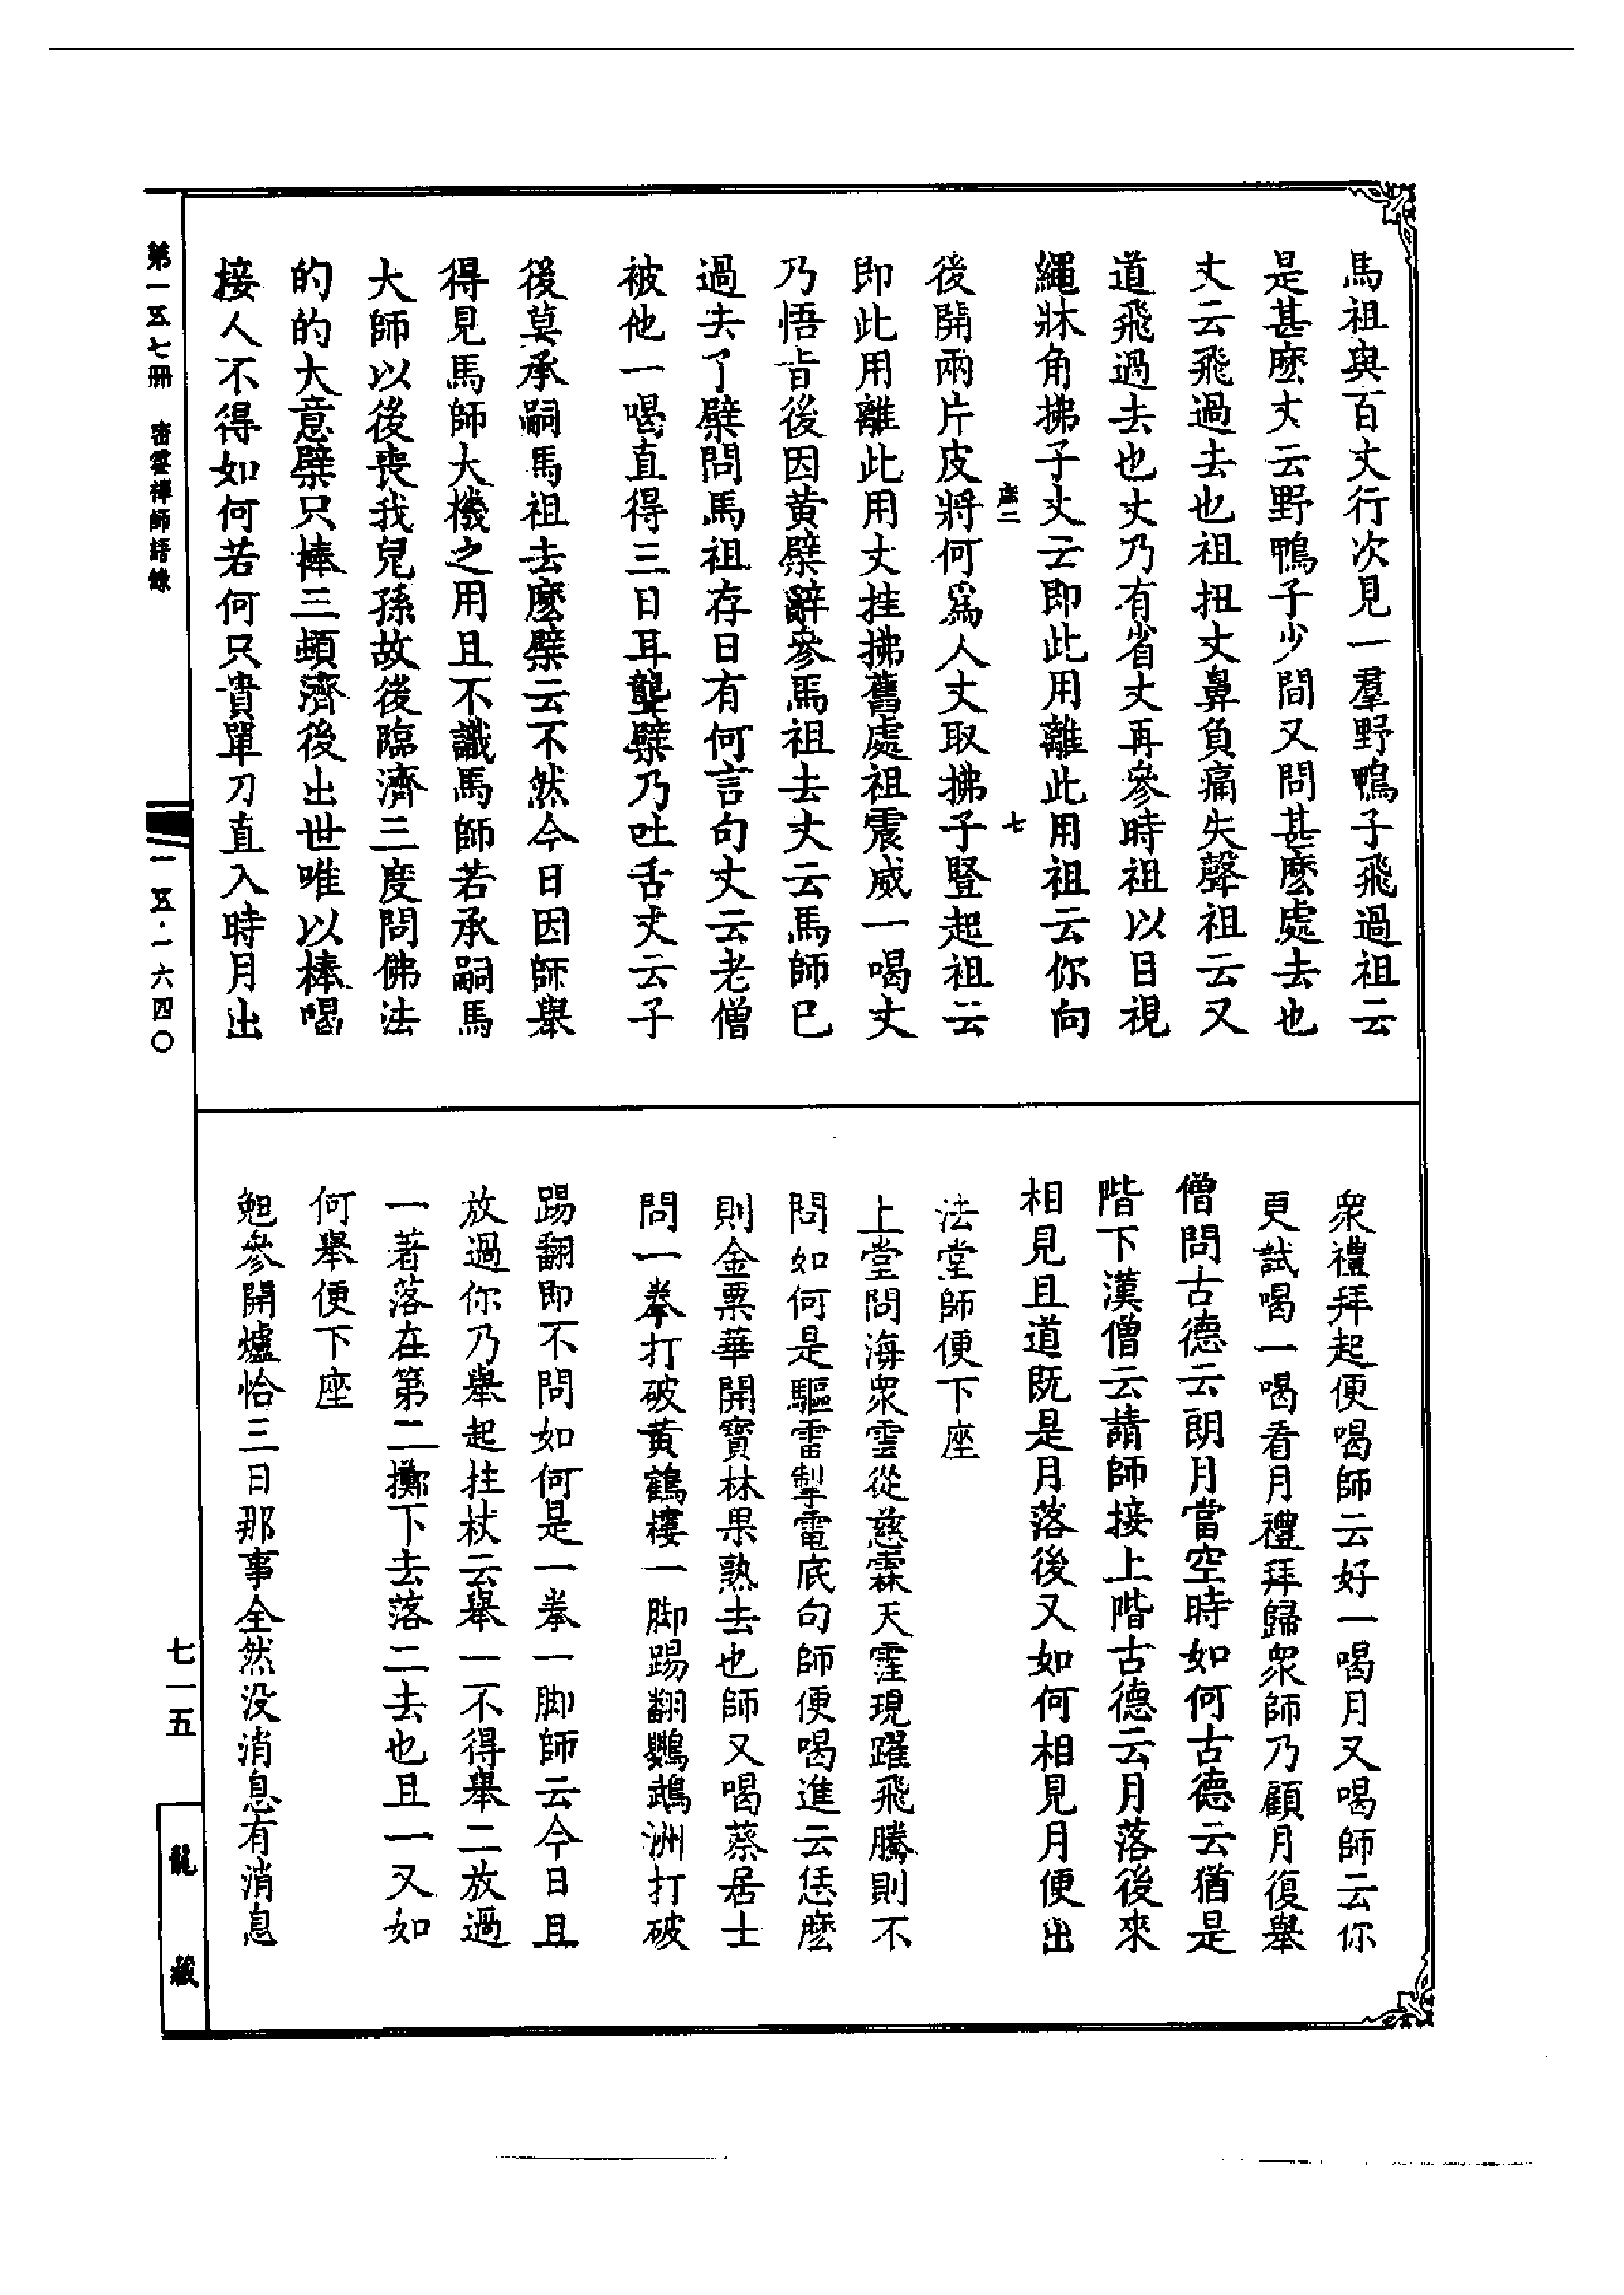 馬祖與百丈行次見一羣野鴨子飛過祖云
是甚麽丈云野鴨子少間又問甚麽處去也
丈云飛過去也祖扭丈鼻負痛失聲祖云又
道飛過去也丈乃有省丈再參時祖以目視
繩牀角拂子丈云即此用離此用祖云你向
後開兩片皮將何爲人丈取拂子豎起祖云
即此用離此用丈挂拂舊處祖震威一喝丈
乃悟旨後因黄檗辭參馬祖去丈云馬師已
過去了檗問馬祖存日有何言句丈云老僧
被他一喝直得三日耳聾檗乃吐舌丈云子
後莫承嗣馬祖去麽檗云不然今日因師舉
得見馬師大機之用且不識馬師若承嗣馬
大師以後喪我兒孫故後臨濟三度問佛法
的的大意檗只棒三頓濟後出世唯以棒喝
接人不得如何若何只貴單刀直入時月出
衆禮拜起便喝師云好一喝月又喝師云你
更試喝一喝看月禮拜歸衆師乃顧月復舉
僧問古德云朗月當空時如何古德云猶是
階下漢僧云請師接上階古德云月落後來
相見且道既是月落後又如何相見月便出
法堂師便下座
上堂問海衆雲從慈霖天霔現躍飛騰則不
問如何是驅雷掣電底句師便喝進云恁麽
則金粟華開寶林果熟去也師又喝蔡居士
問一拳打破黄鶴樓一脚踢翻鸚鵡洲打破
踢翻即不問如何是一拳一脚師云今日且
放過你乃舉起拄杖云舉一不得舉二放過
一著落在第二擲下去落二去也且一又如
何舉便下座
㚟參開爐恰三日那事全然没消息有消息
第一五七冊 密雲禪師語錄
一五·一六四〇
七一五
龍藏
七